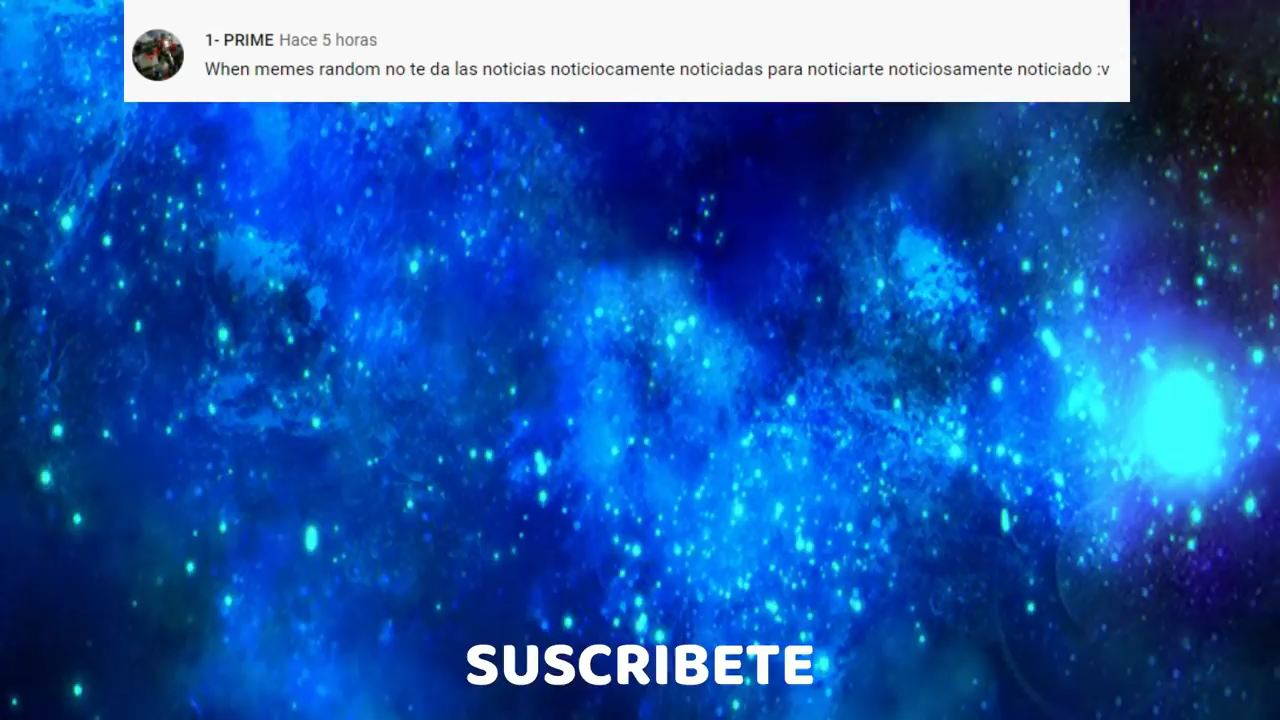 1- PRIME Hace 5 horas
When memes random no te da las noticias noticiocamente noticiadas para noticiarte noticiosamente noticiado :v
SUSCRIBETE